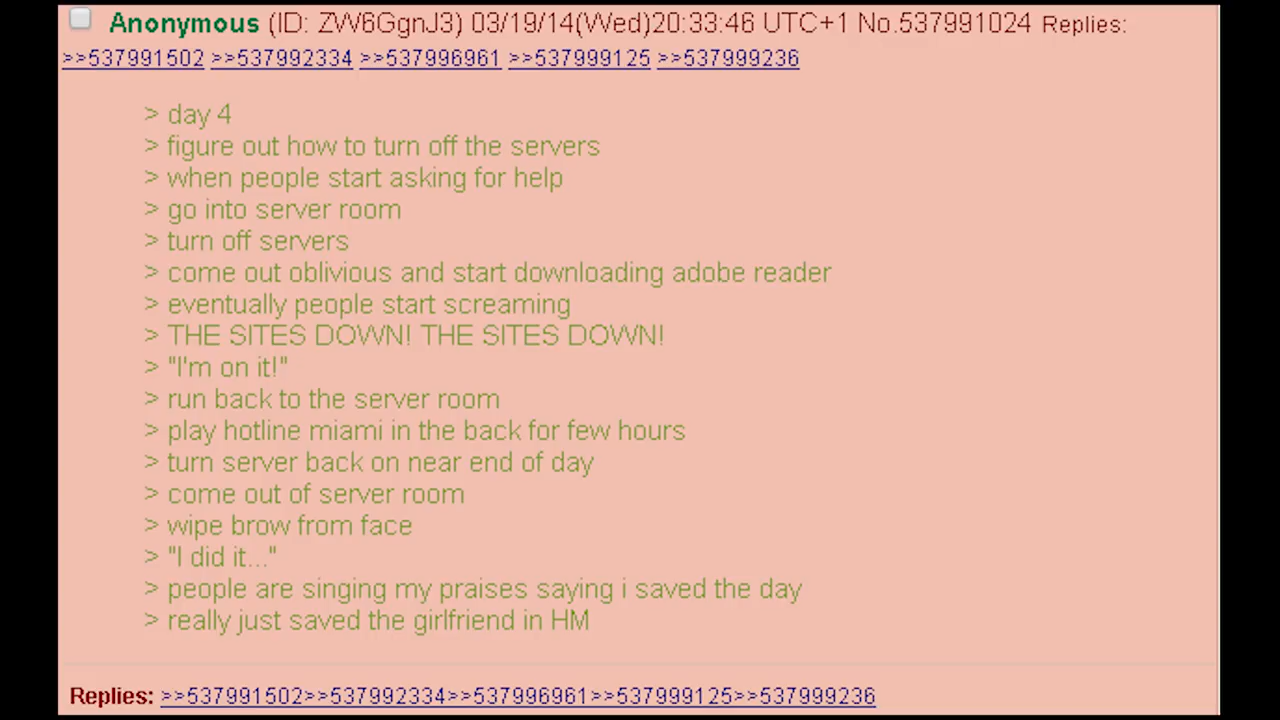 Anonymous (ID: ZW6GgnJ3) 03/19/14(Wed)20:33:46 UTC+1 No.537991024 Replies:
>>537991502 >>537992334 >>537996961 >>537999125 >>537999236
> day 4
> figure out how to turn off the servers
> when people start asking for help
> go into server room
> turn off servers
> come out oblivious and start downloading adobe reader
> eventually people start screaming
> THE SITES DOWN! THE SITES DOWN!
> "I'm on it!"
> run back to the server room
> play hotline miami in the back for few hours
> turn server back on near end of day
> come out of server room
> wipe brow from face
> "I did it..."
> people are singing my praises saying i saved the day
> really just saved the girlfriend in HM
Replies: >>537991502>>537992334>>537996961>>537999125>>537999236